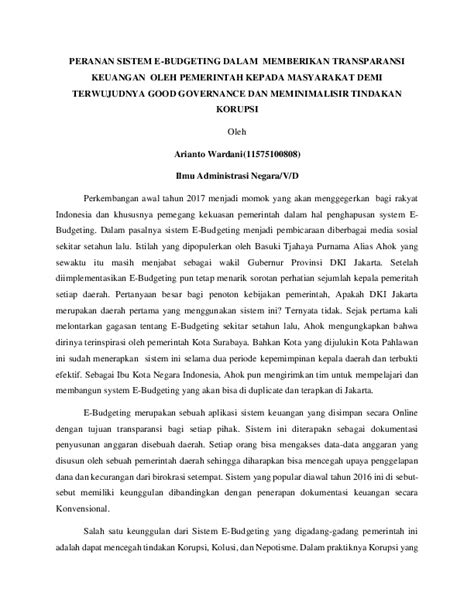 PERANAN SISTEM E-BUDGETING DALAM MEMBERIKAN TRANSPARANSI
KEUANGAN OLEH PEMERINTAH KEPADA MASYARAKAT DEMI
TERWUJUDNYA GOOD GOVERNANCE DAN MEMINIMALISIR TINDAKAN
KORUPSI
Oleh
Arianto Wardani(11575100808)
Ilmu Administrasi Negara/V/D
Perkembangan awal tahun 2017 menjadi momok yang akan menggegerkan bagi rakyat
Indonesia dan khususnya pemegang kekuasan pemerintah dalam hal penghapusan system E-
Budgeting. Dalam pasalnya sistem E-Budgeting menjadi pembicaraan diberbagai media sosial
sekitar setahun lalu. Istilah yang dipopulerkan oleh Basuki Tjahaya Purnama Alias Ahok yang
sewaktu itu masih menjabat sebagai wakil Gubernur Provinsi DKI Jakarta. Setelah
diimplementasikan E-Budgeting pun tetap menarik sorotan perhatian sejumlah kepala pemeritah
setiap daerah. Pertanyaan besar bagi penoton kebijakan pemerintah, Apakah DKI Jakarta
merupakan daerah pertama yang menggunakan sistem ini? Ternyata tidak. Sejak pertama kali
melontarkan gagasan tentang E-Budgeting sekitar setahun lalu, Ahok mengungkapkan bahwa
dirinya terinspirasi oleh pemerintah Kota Surabaya. Bahkan Kota yang dijulukin Kota Pahlawan
ini sudah menerapkan sistem ini selama dua periode kepemimpinan kepala daerah dan terbukti
efektif. Sebagai Ibu Kota Negara Indonesia, Ahok pun mengirimkan tim untuk mempelajari dan
membangun system E-Budgeting yang akan bisa di duplicate dan terapkan di Jakarta.
E-Budgeting merupakan sebuah aplikasi sistem keuangan yang disimpan secara Online
dengan tujuan transparansi bagi setiap pihak. Sistem ini diterapakn sebagai dokumentasi
penyusunan anggaran disebuah daerah. Setiap orang bisa mengakses data-data anggaran yang
disusun oleh sebuah pemerintah daerah sehingga diharapkan bisa mencegah upaya penggelapan
dana dan kecurangan dari birokrasi setempat. Sistem yang popular diawal tahun 2016 ini di sebut-
sebut memiliki keunggulan dibandingkan dengan penerapan dokumentasi keuangan secara
Konvensional.
Salah satu keunggulan dari Sistem E-Budgeting yang digadang-gadang pemerintah ini
adalah dapat mencegah tindakan Korupsi, Kolusi, dan Nepotisme. Dalam praktiknya Korupsi yang